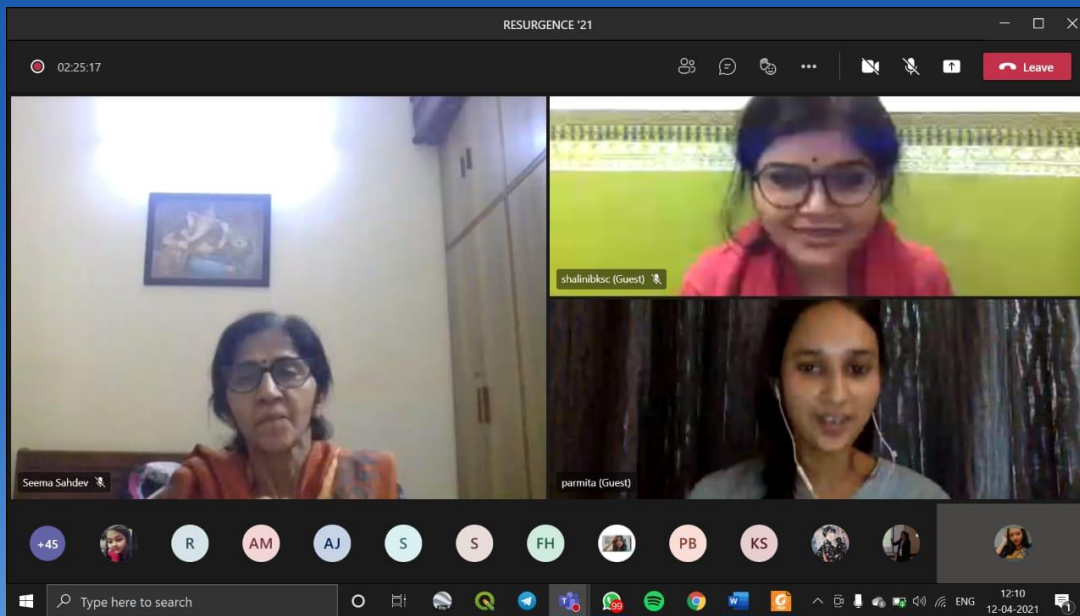 RESURGENCE '21
02:25:17
Leave
shalinibksc (Guest)
Seema Sahdev
parmita (Guest)
+45
R
AM
AJ
S
S
FH
PB
KS
Type here to search
99
ENG
12:10
12-04-2021
1